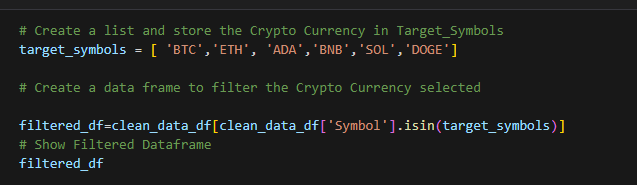 # Create a list and store the Crypto Currency in Target_Symbols
target_symbols = [ 'BTC','ETH', 'ADA','BNB','SOL','DOGE']
# Create a data frame to filter the Crypto Currency selected
filtered_df=clean_data_df[clean_data_df['Symbol'].isin(target_symbols)]
# Show Filtered Dataframe
filtered_df